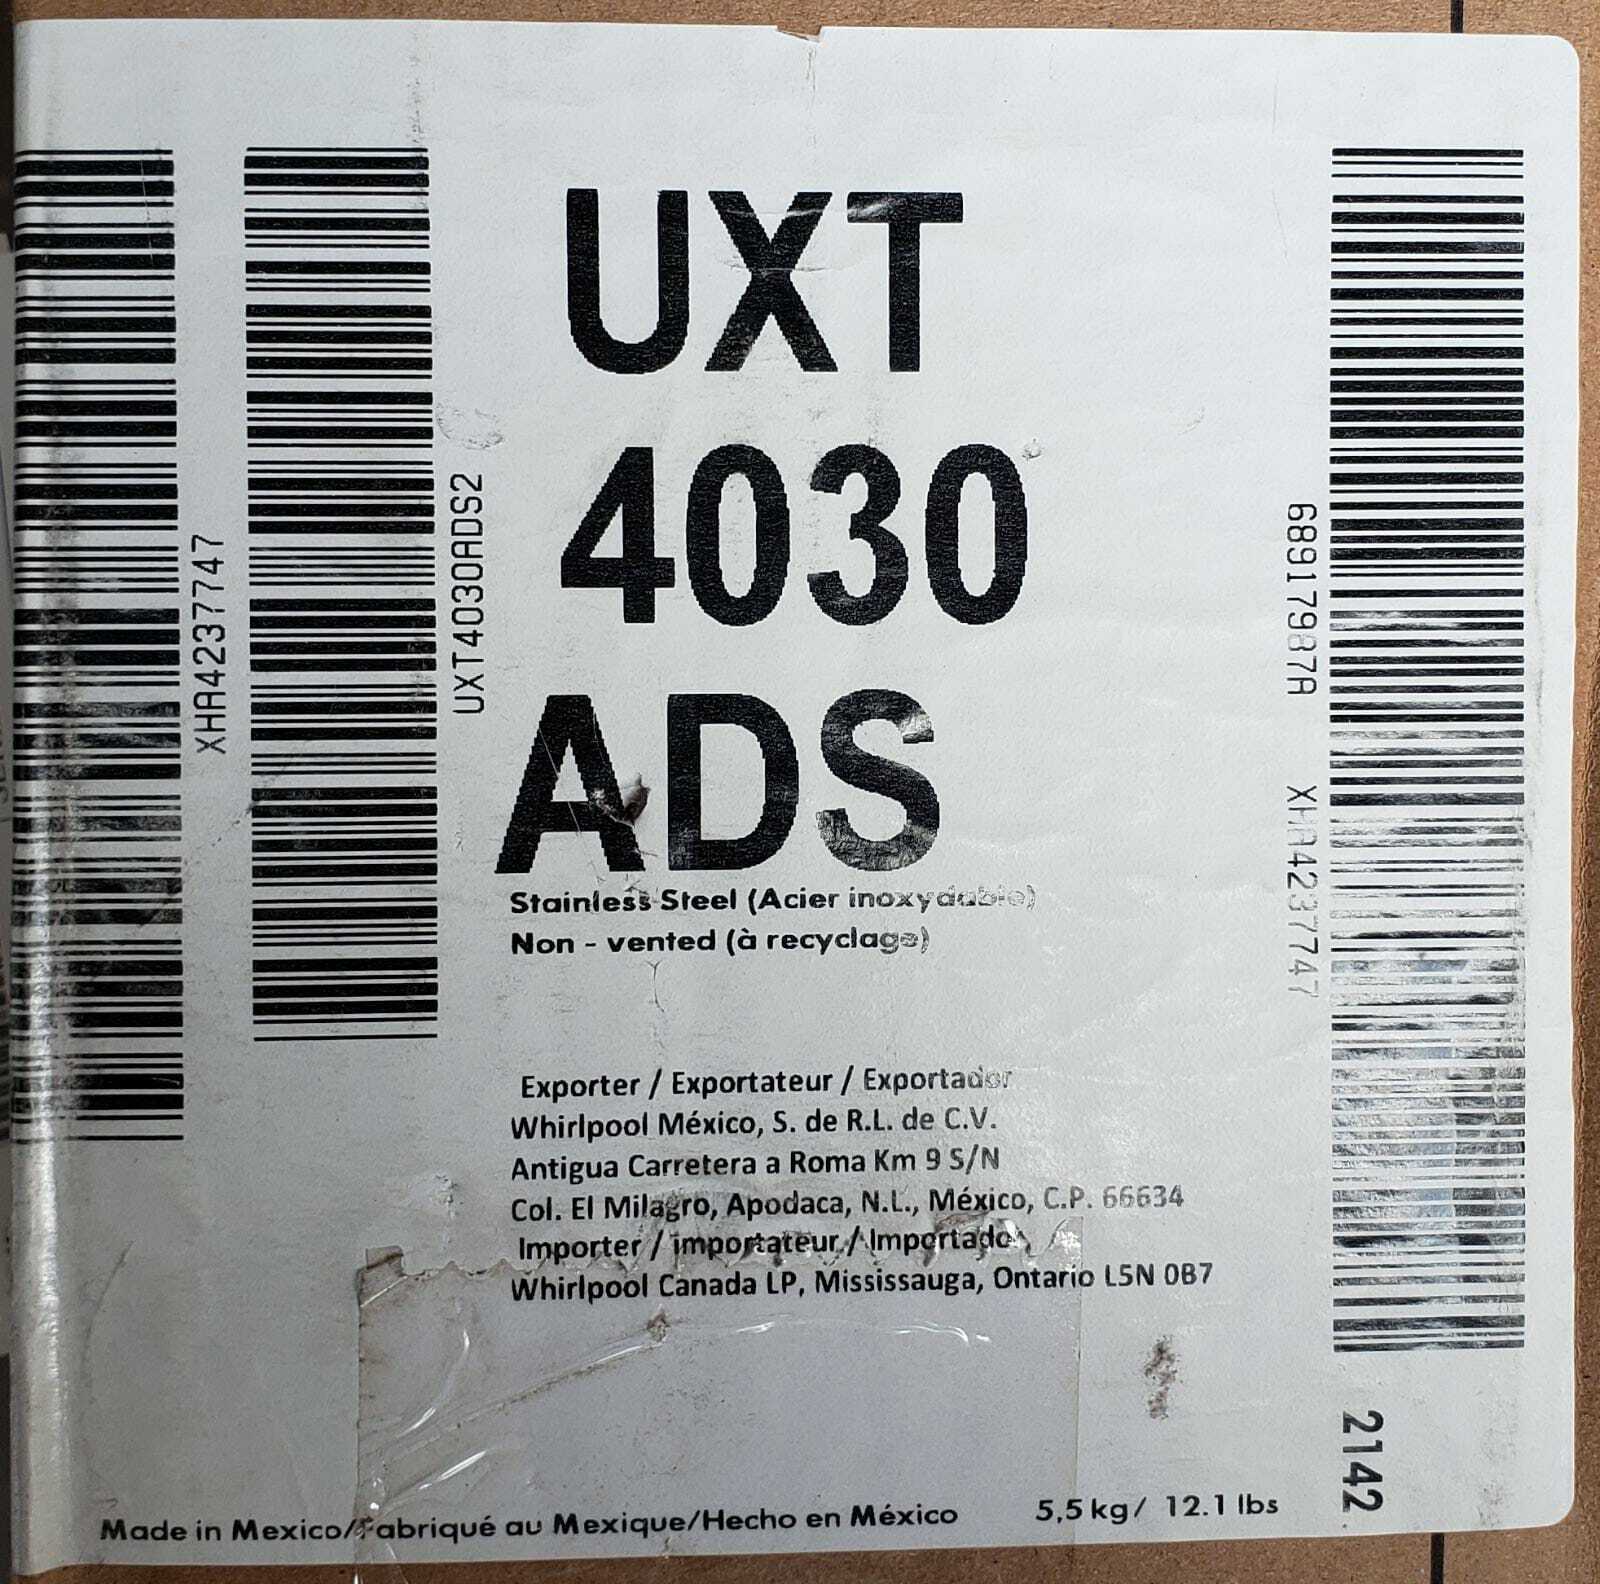 XHA4237747
UXT4030ADS2
UXT
4030
ADS
Stainless Steel (Acier inoxydable)
Non - vented (à recyclage)
Exporter / Exportateur / Exportador
Whirlpool México, S. de R.L. de C.V.
Antigua Carretera a Roma Km 9 S/N
Col. El Milagro, Apodaca, N.L., México, C.P. 66634
Importer / importateur / Importador
Whirlpool Canada LP, Mississauga, Ontario L5N 0B7
689179987A XHA4237747
2142
Made in Mexico/Fabriqué au Mexique/Hecho en México
5,5 kg/ 12.1 lbs